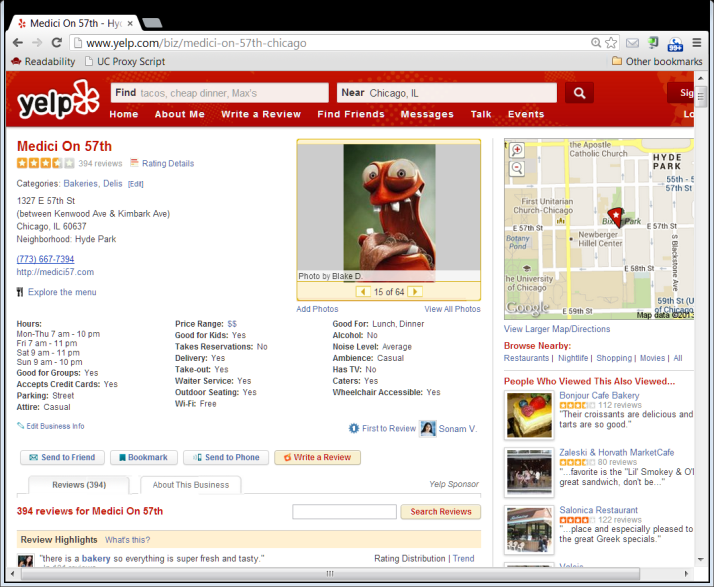 Medici On 57th - Hyd
www.yelp.com/biz/medici-on-57th-chicago
99+
Readability
UC Proxy Script
Other bookmarks
yelp
Find tacos, cheap dinner, Max's
Near Chicago, IL
Sig
Home About Me Write a Review Find Friends Messages Talk Events
Lo
Medici On 57th
394 reviews Rating Details
Categories: Bakeries, Delis [Edit]
1327 E 57th St
(between Kenwood Ave & Kimbark Ave)
Chicago, IL 60637
Neighborhood: Hyde Park
(773) 667-7394
http://medici57.com
Explore the menu
Photo by Blake D.
15 of 64
Add Photos View All Photos
the Apostle
Catholic Church
HYDE
PARK
55th - 5
57th St
First Unitarian
Church-Chicago
Park
E 57th St
E 57th St
Botany
Pond
Newberger
Hillel Center
S Blackstone Ave
E 58th St
The University
of Chicago
59th St (U
of Chicago)
E 59th St
Google
Map data ©2013
View Larger Map/Directions
Browse Nearby:
Restaurants | Nightlife | Shopping | Movies | All
Hours:
Mon-Thu 7 am - 10 pm
Fri 7 am - 11 pm
Sat 9 am - 11 pm
Sun 9 am - 10 pm
Good for Groups: Yes
Accepts Credit Cards: Yes
Parking: Street
Attire: Casual
Price Range: $$
Good for Kids: Yes
Takes Reservations: No
Delivery: Yes
Take-out: Yes
Waiter Service: Yes
Outdoor Seating: Yes
Wi-Fi: Free
Good For: Lunch, Dinner
Alcohol: No
Noise Level: Average
Ambience: Casual
Has TV: No
Caters: Yes
Wheelchair Accessible: Yes
Edit Business Info
First to Review Sonam V.
Send to Friend Bookmark Send to Phone Write a Review
Reviews (394) About This Business
Yelp Sponsor
394 reviews for Medici On 57th
Search Reviews
Review Highlights What's this?
"there is a bakery so everything is super fresh and tasty."
Rating Distribution | Trend
People Who Viewed This Also Viewed...
Bonjour Cafe Bakery
112 reviews
"Their croissants are delicious and
tarts are so good."
Zaleski & Horvath MarketCafe
80 reviews
"...favorite is the "Lil' Smokey & O'
great sandwich, don't be..."
Salonica Restaurant
122 reviews
"...place and especially pleased to
the great Greek specials."